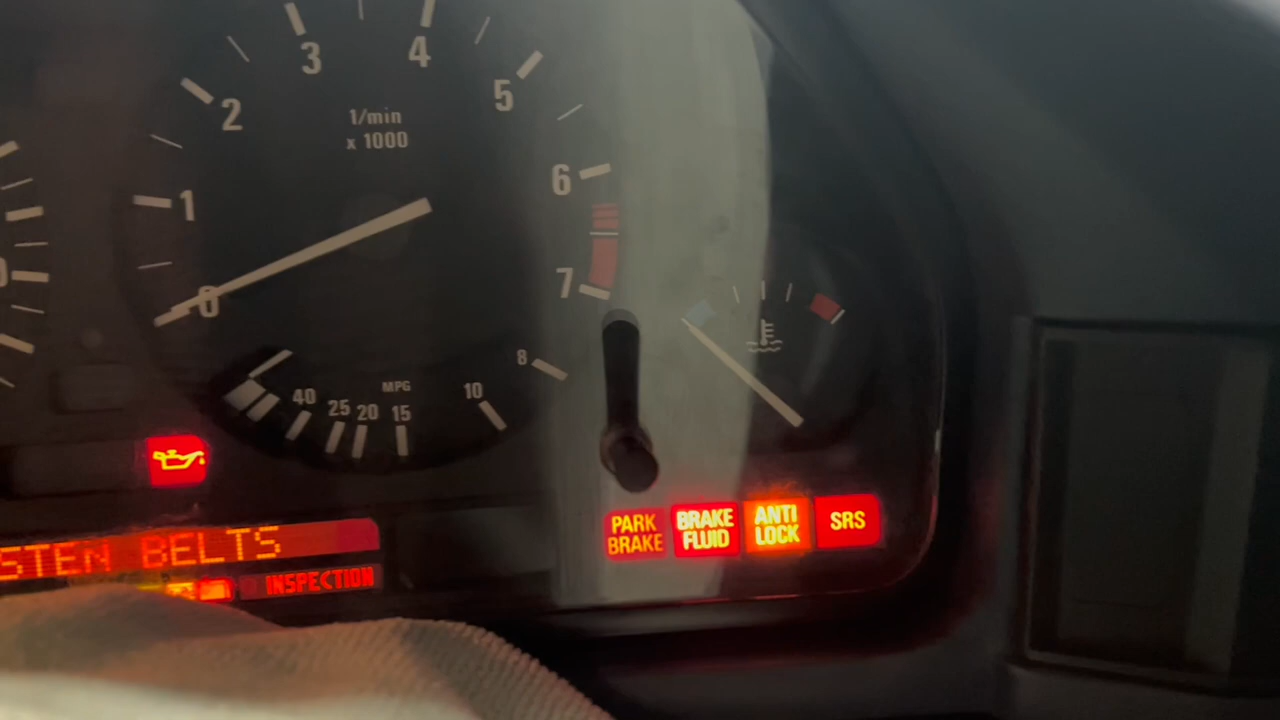 3
4
2
5
1/min
x 1000
6
1
0
7
8
MPG
40
25
20
15
10
STEN BELTS
INSPECTION
PARK
BRAKE
BRAKE
FLUID
ANTI
LOCK
SRS